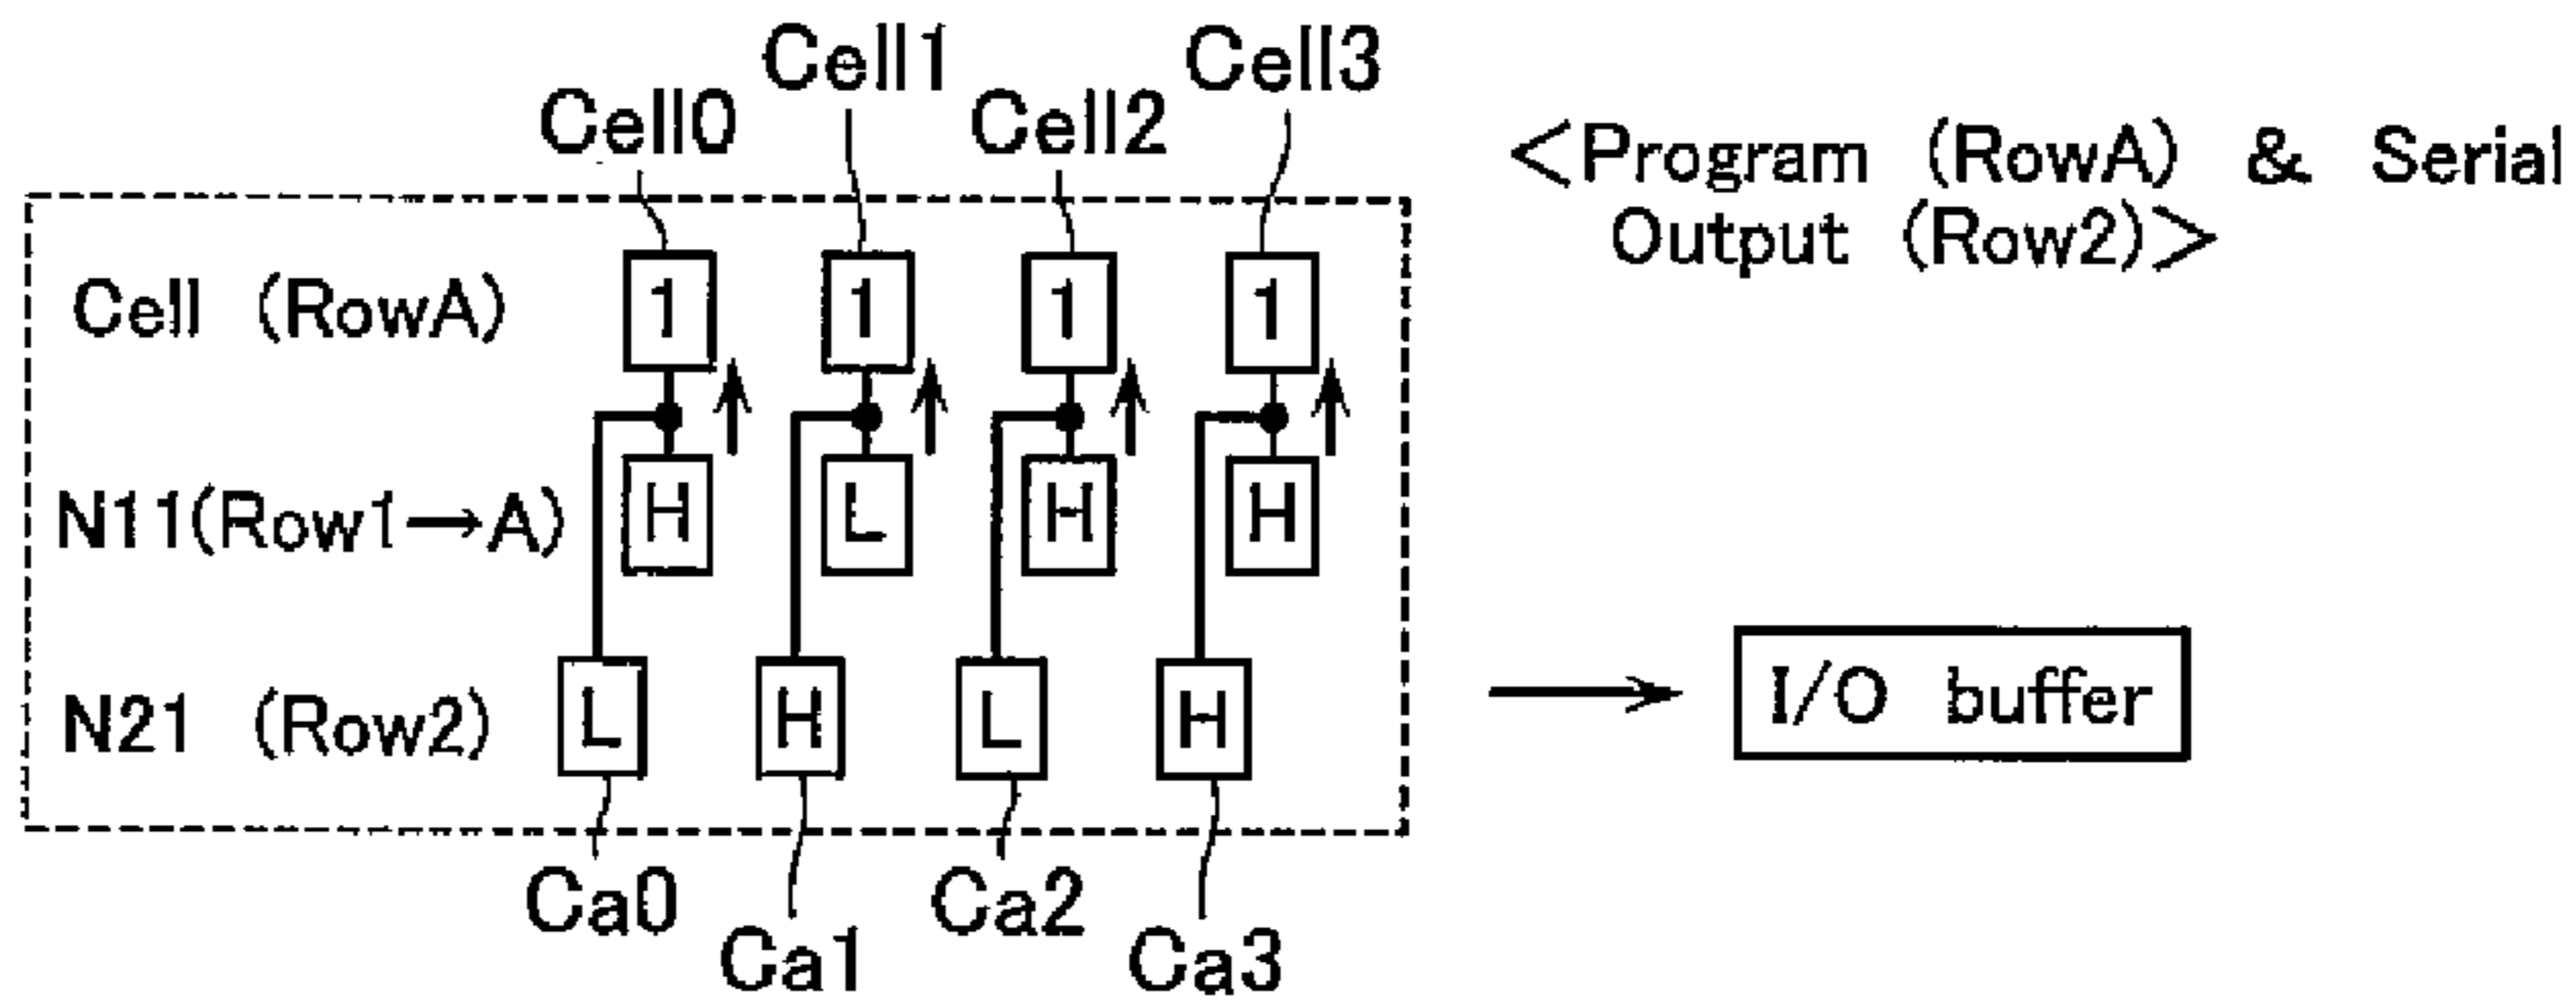 Cell0 Cell1 Cell2 Cell3
<Program (RowA) & Serial
Output (Row2)>
Cell (RowA) 1 1 1 1
N11(Row1→A) H L H H
N21 (Row2) L H L H
I/O buffer
Ca0 Ca1 Ca2 Ca3